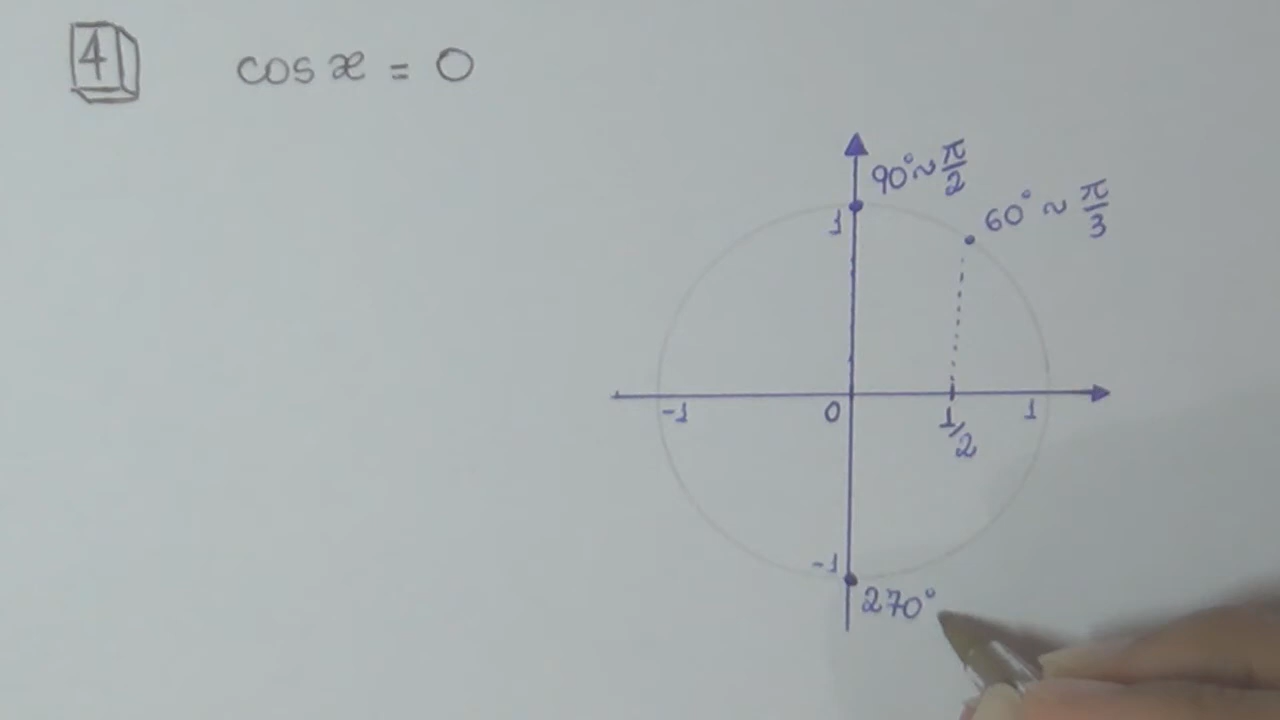 4 cos x = 0
90° ~ π/2
60° ~ π/3
1
-1 0 1/2 1
-1
270°